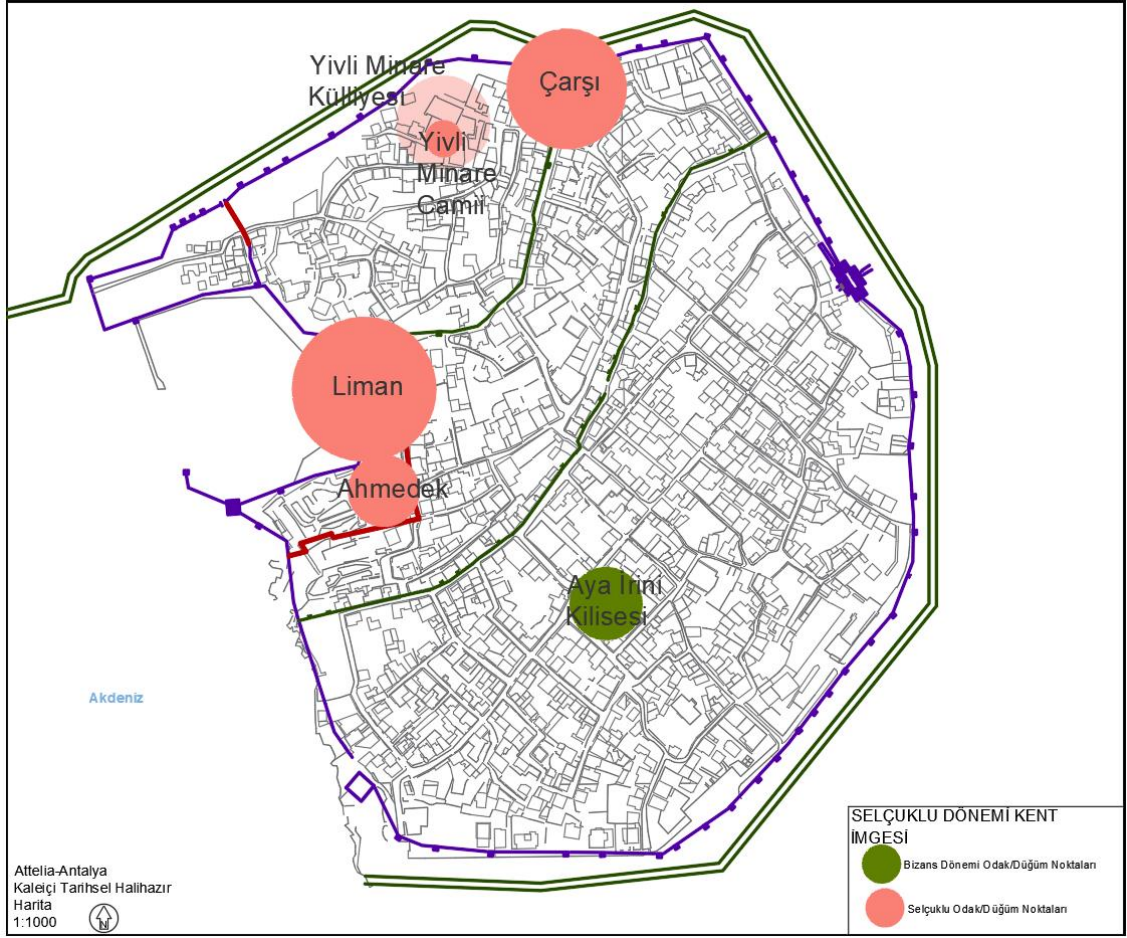 Yivli Minare
Külliyesi
Çarşı
Yivli
Minare
Camii
Liman
Ahmedek
Aya İrini
Kilisesi
Akdeniz
SELÇUKLU DÖNEMİ KENT
İMGESİ
Bizans Dönemi Odak/Düğüm Noktaları
Selçuklu Odak/Düğüm Noktaları
Attelia-Antalya
Kaleiçi Tarihsel Halihazır
Harita
1:1000
N